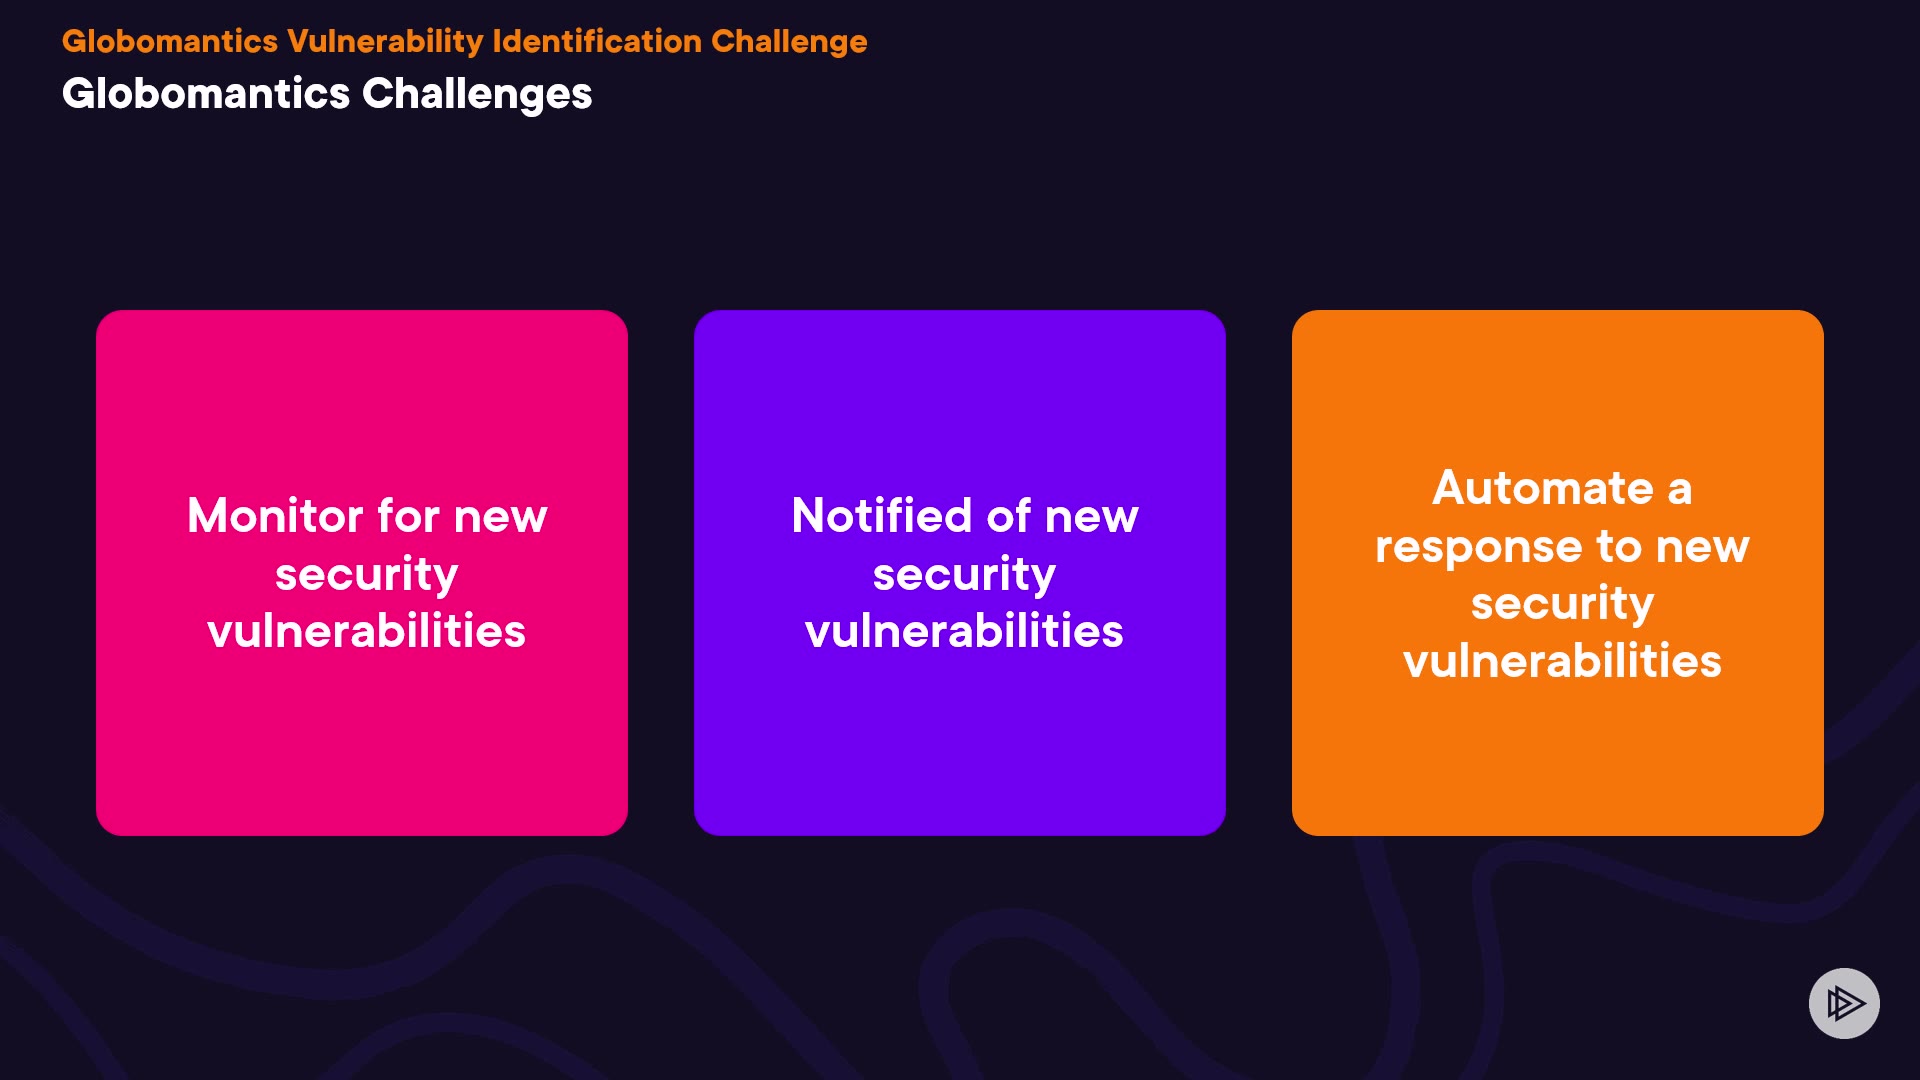 Globomantics Vulnerability Identification Challenge
Globomantics Challenges
Monitor for new
security
vulnerabilities
Notified of new
security
vulnerabilities
Automate a
response to new
security
vulnerabilities